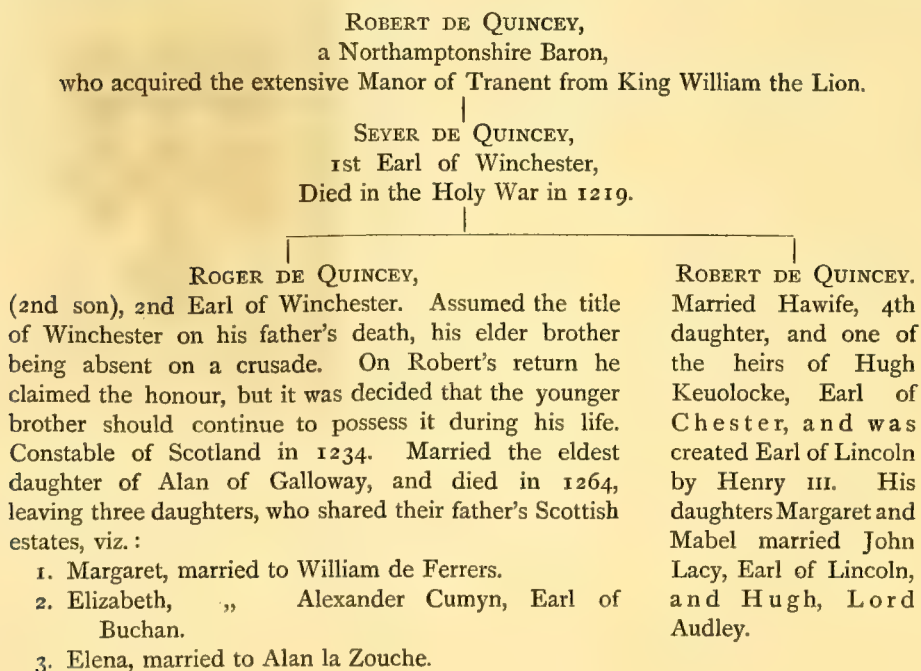 ROBERT DE QUINCEY,
a Northamptonshire Baron,
who acquired the extensive Manor of Tranent from King William the Lion.
SEYER DE QUINCEY,
1st Earl of Winchester,
Died in the Holy War in 1219.
ROGER DE QUINCEY,
(2nd son), 2nd Earl of Winchester. Assumed the title
of Winchester on his father's death, his elder brother
being absent on a crusade. On Robert's return he
claimed the honour, but it was decided that the younger
brother should continue to possess it during his life.
Constable of Scotland in 1234. Married the eldest
daughter of Alan of Galloway, and died in 1264,
leaving three daughters, who shared their father's Scottish
estates, viz.:
1. Margaret, married to William de Ferrers.
2. Elizabeth, „ Alexander Cumyn, Earl of
Buchan.
3. Elena, married to Alan la Zouche.
ROBERT DE QUINCEY.
Married Hawife, 4th
daughter, and one of
the heirs of Hugh
Keuolocke, Earl of
Chester, and was
created Earl of Lincoln
by Henry III. His
daughters Margaret and
Mabel married John
Lacy, Earl of Lincoln,
and Hugh, Lord
Audley.